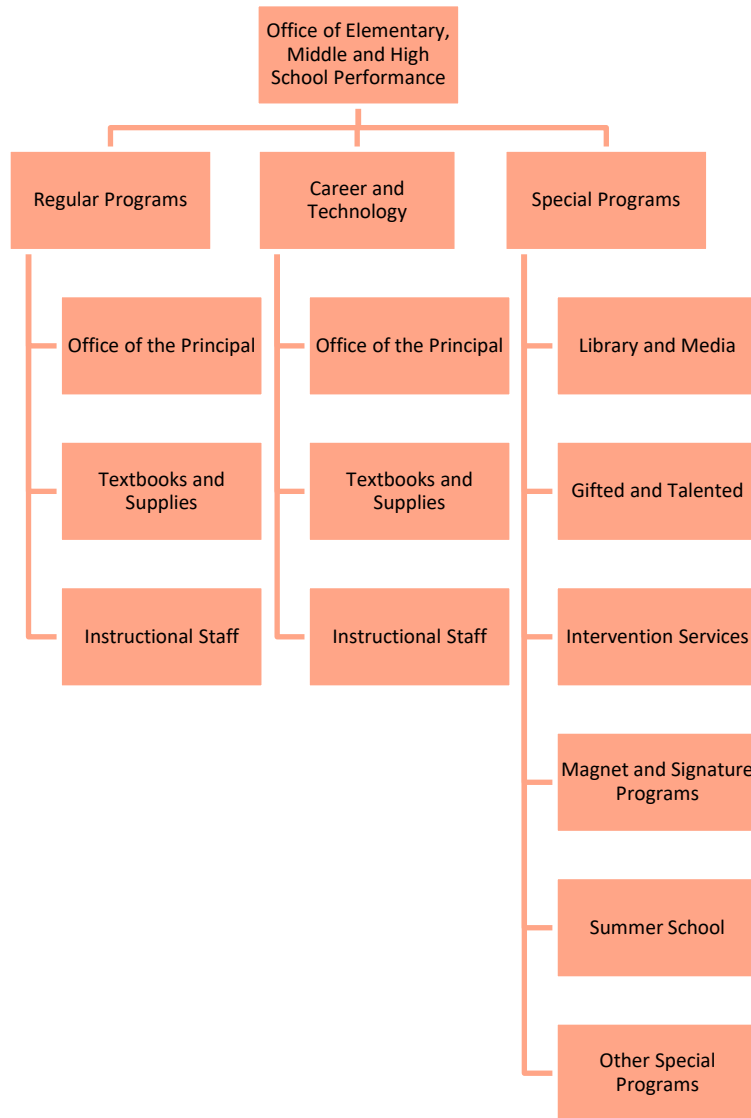 Office of Elementary,
Middle and High
School Performance
Regular Programs
Career and
Technology
Special Programs
Office of the Principal
Office of the Principal
Library and Media
Textbooks and
Supplies
Textbooks and
Supplies
Gifted and Talented
Instructional Staff
Instructional Staff
Intervention Services
Magnet and Signature
Programs
Summer School
Other Special
Programs